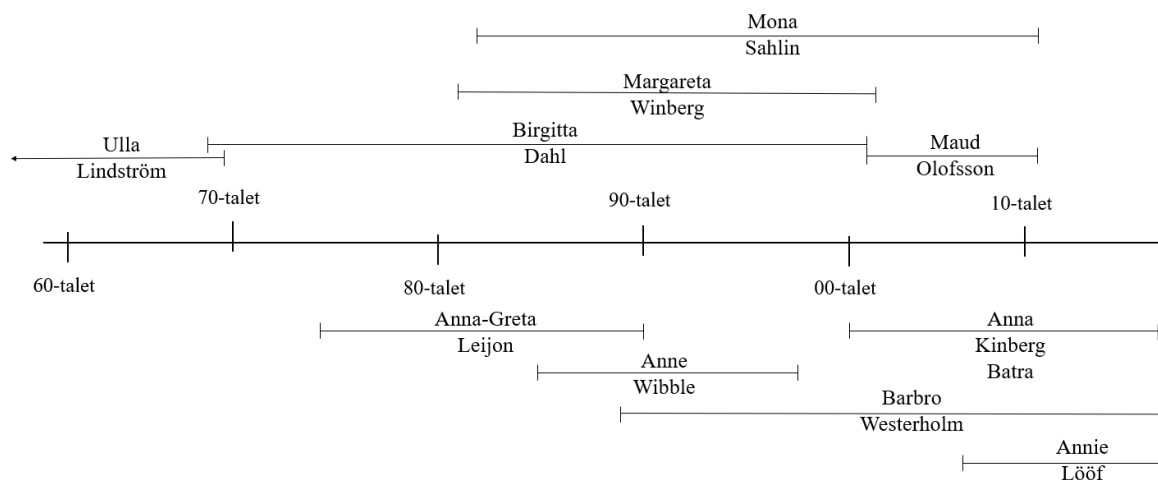 Mona
Sahlin
Margareta
Winberg
Birgitta
Dahl
Ulla
Lindström
Maud
Olofsson
70-talet
90-talet
10-talet
60-talet
80-talet
00-talet
Anna-Greta
Leijon
Anna
Kinberg
Batra
Anne
Wibble
Barbro
Westerholm
Annie
Lööf